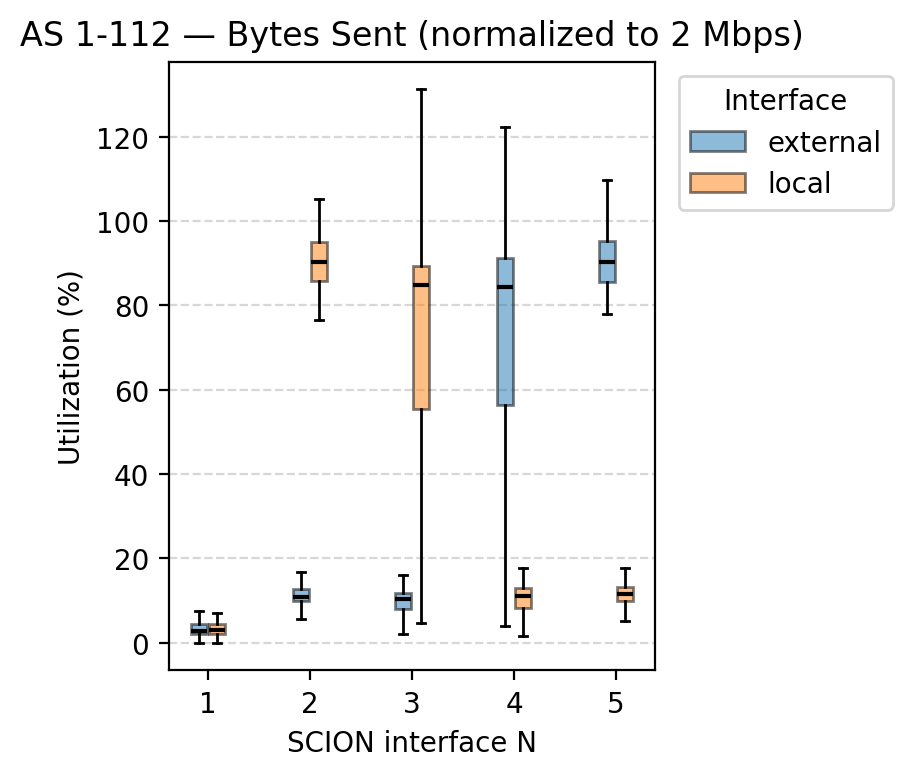 AS 1-112 — Bytes Sent (normalized to 2 Mbps)
Interface
external
local
Utilization (%)
120
100
80
60
40
20
0
1 2 3 4 5
SCION interface N